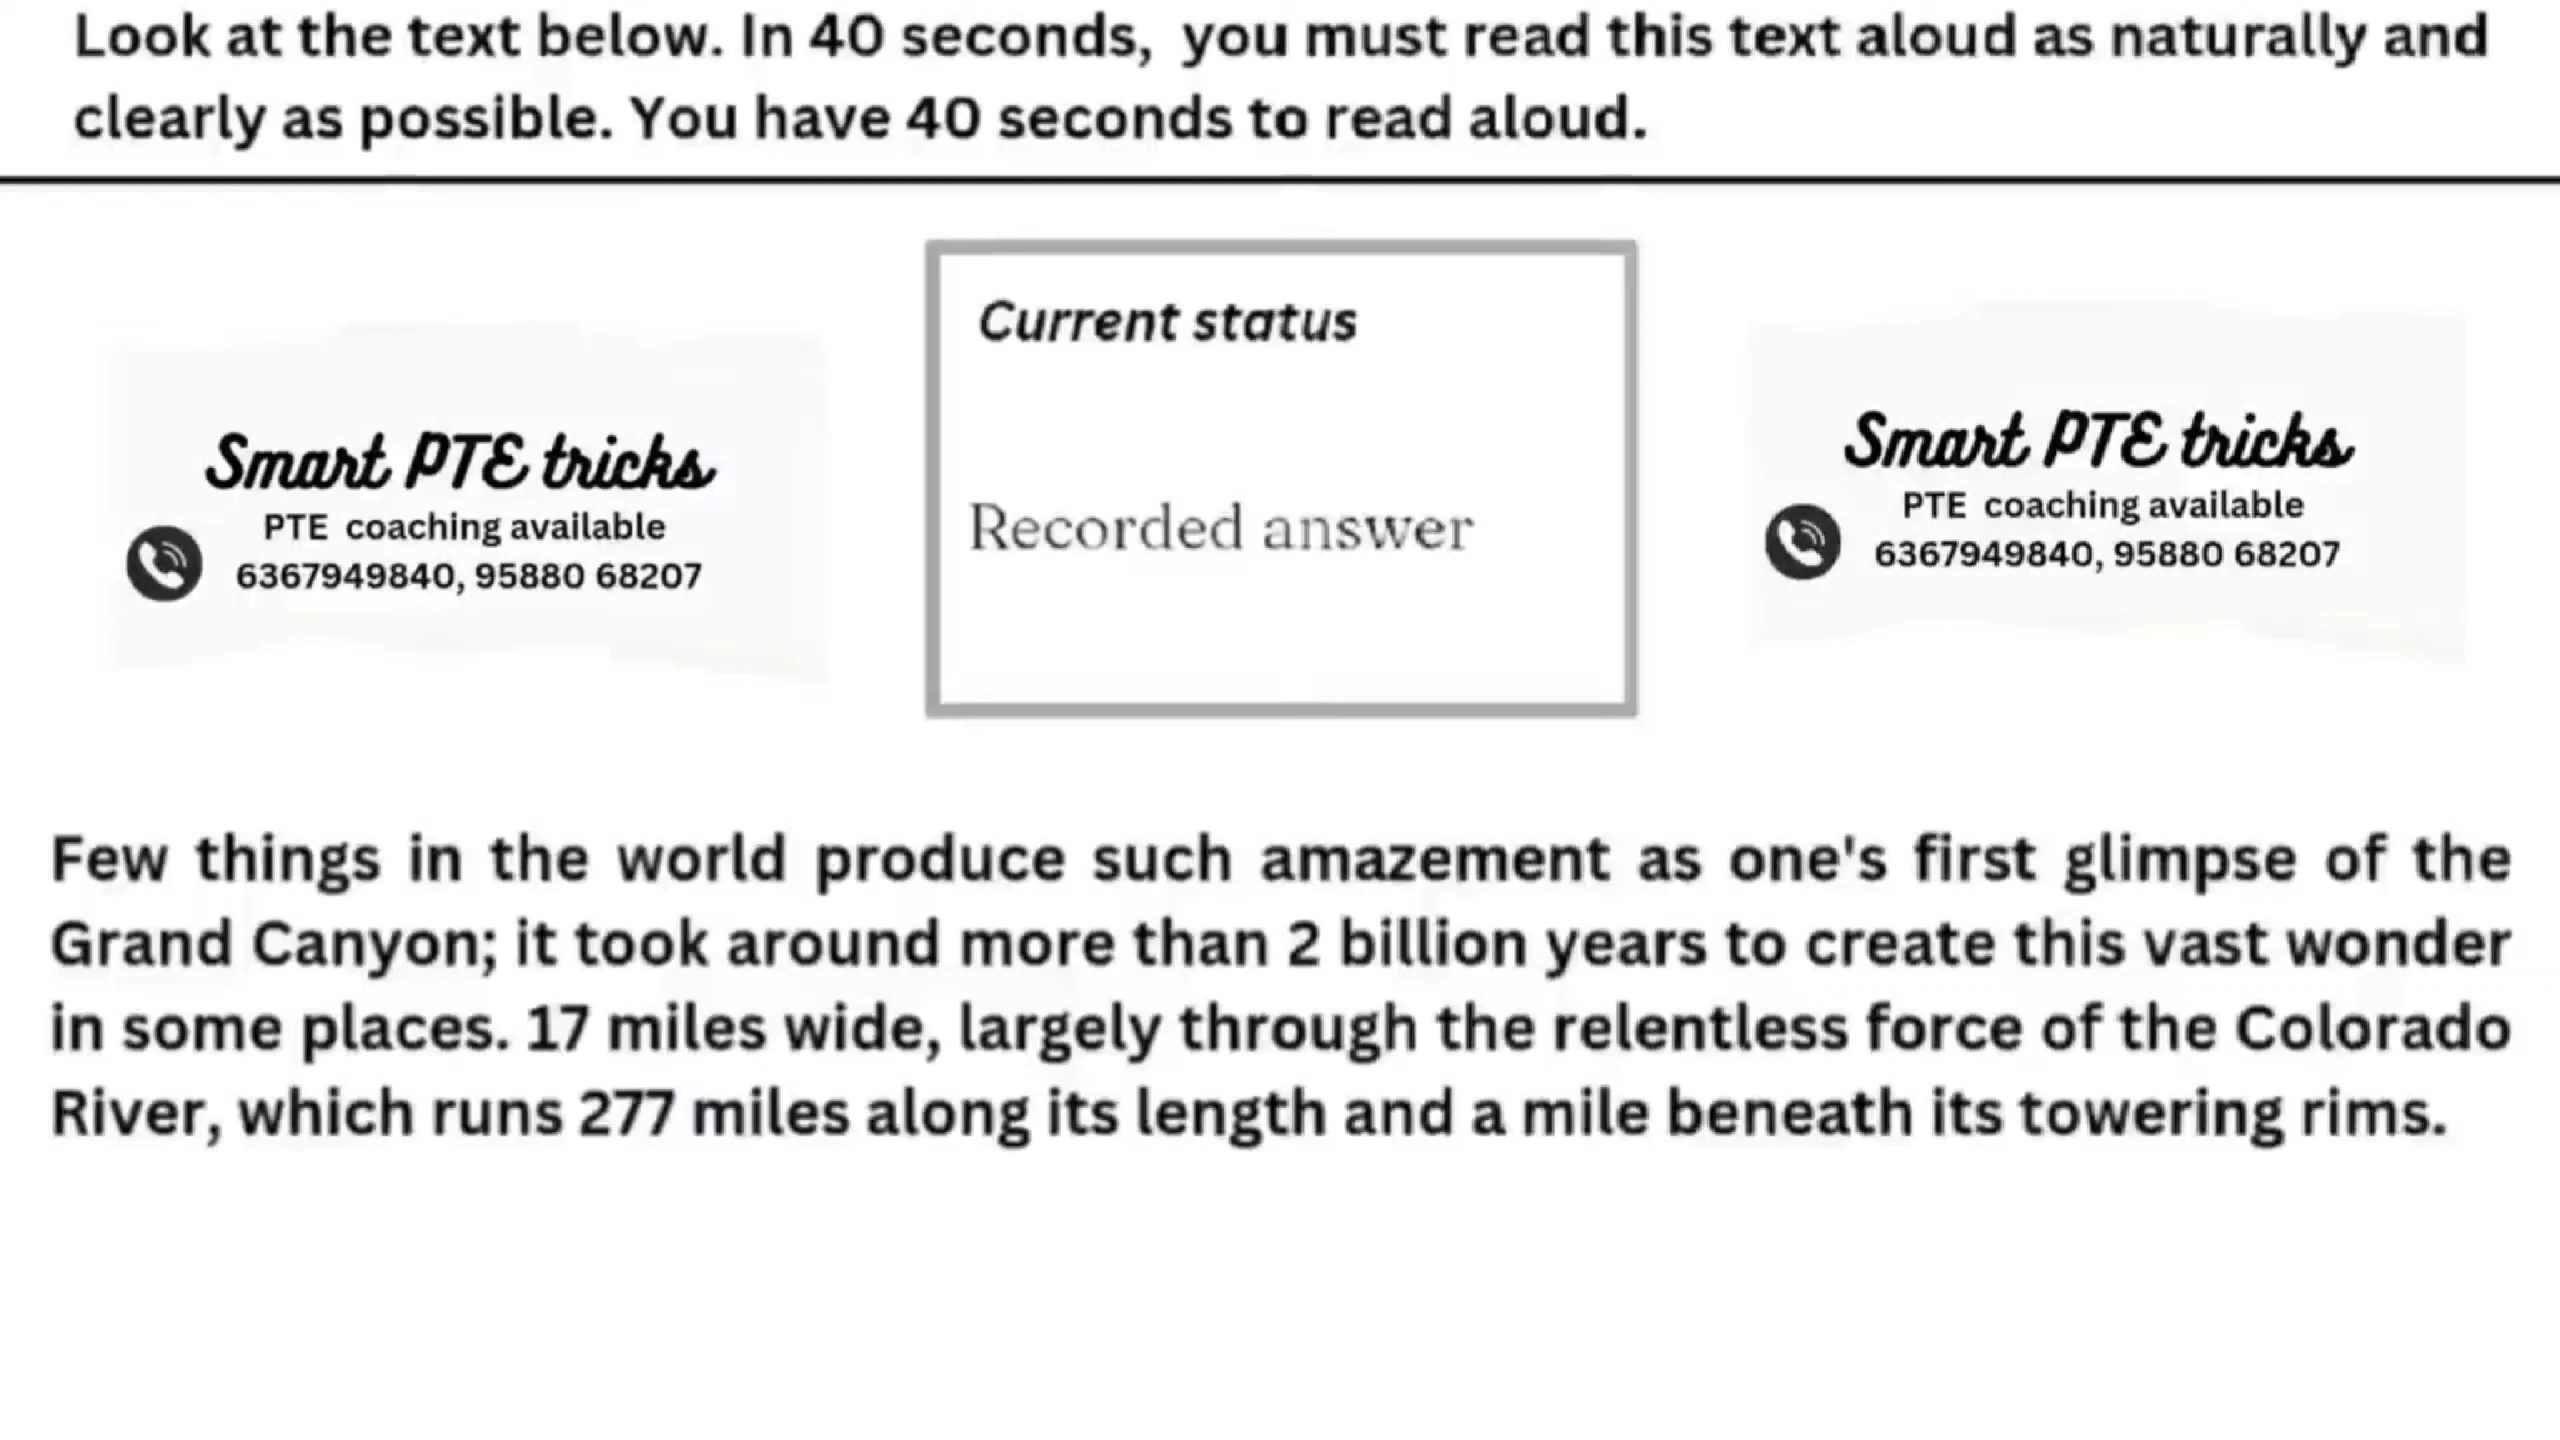 Look at the text below. In 40 seconds, you must read this text aloud as naturally and
clearly as possible. You have 40 seconds to read aloud.
Smart PTE tricks
PTE coaching available
6367949840, 95880 68207
Current status
Recorded answer
Smart PTE tricks
PTE coaching available
6367949840, 95880 68207
Few things in the world produce such amazement as one's first glimpse of the
Grand Canyon; it took around more than 2 billion years to create this vast wonder
in some places. 17 miles wide, largely through the relentless force of the Colorado
River, which runs 277 miles along its length and a mile beneath its towering rims.